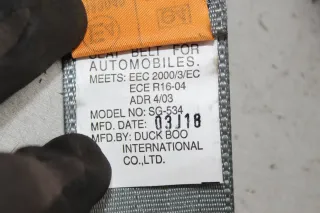 SEAT BELT FOR
AUTOMOBILES.
MEETS: EEC 2000/3/EC
ECE R16-04
ADR 4/03
MODEL NO: SG-534
MFD. DATE: 03J18
MFD.BY: DUCK BOO
INTERNATIONAL
CO.,LTD.